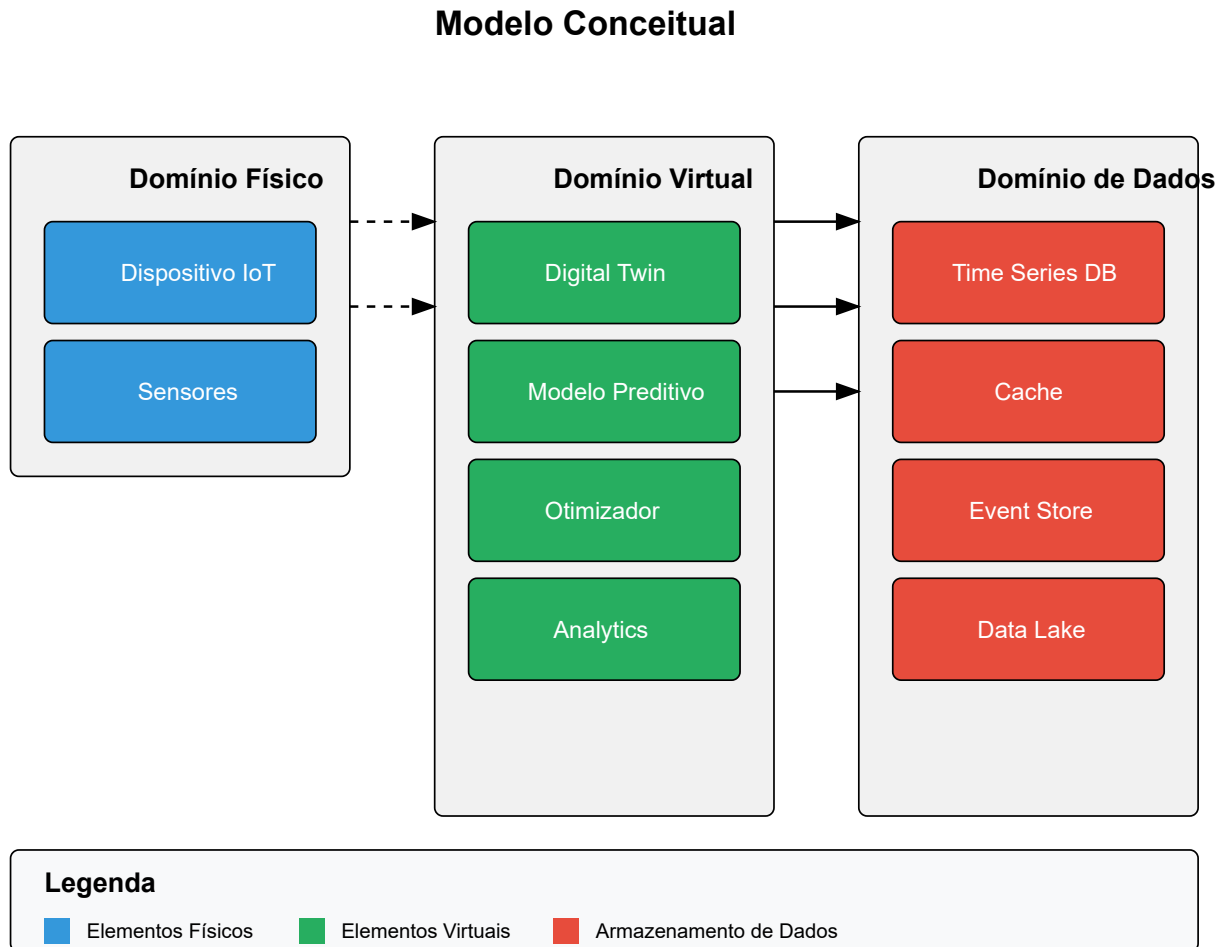 Modelo Conceitual
Domínio Físico
Dispositivo IoT
Sensores
Domínio Virtual
Digital Twin
Modelo Preditivo
Otimizador
Analytics
Domínio de Dados
Time Series DB
Cache
Event Store
Data Lake
Legenda
Elementos Físicos
Elementos Virtuais
Armazenamento de Dados